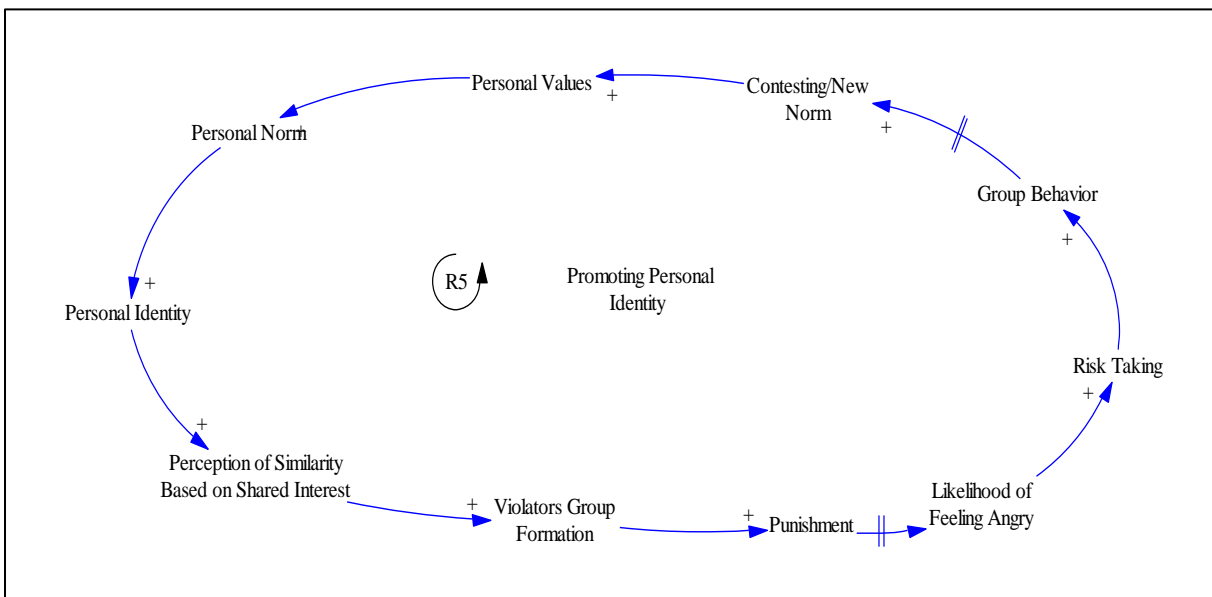 Personal Values
+
Contesting/New
Norm
+
Personal Norm
+
Group Behavior
+
R5
Promoting Personal
Identity
+
Personal Identity
Risk Taking
+
+
Perception of Similarity
Based on Shared Interest
+
Violators Group
Formation
+
Punishment
Likelihood of
Feeling Angry